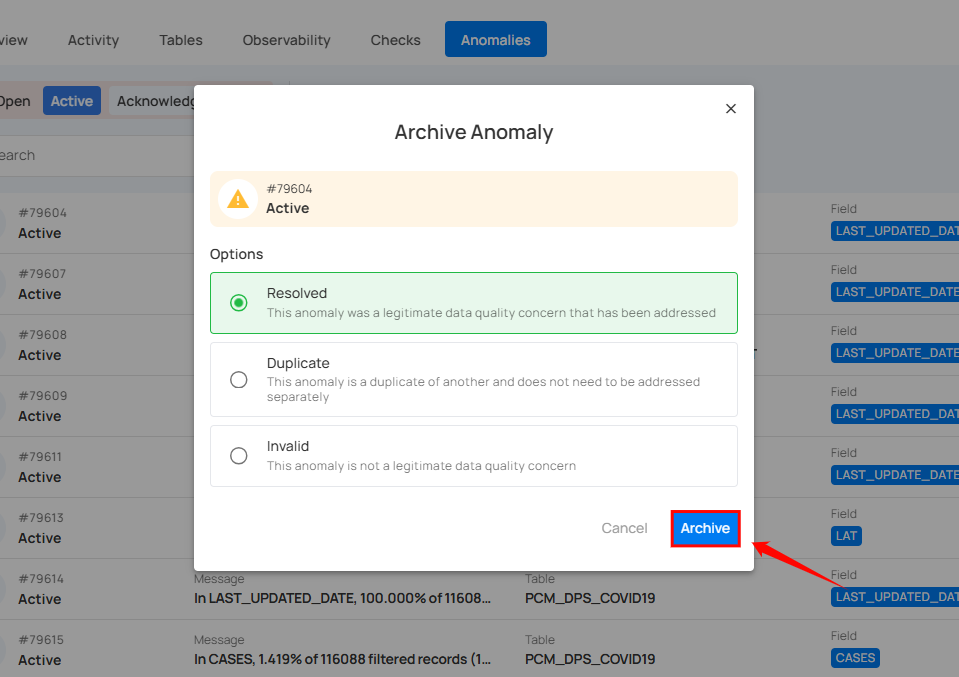 view Activity Tables Observability Checks Anomalies
Open Active Acknowledg
earch
Archive Anomaly
#79604
Active
Options
Resolved
This anomaly was a legitimate data quality concern that has been addressed
Duplicate
This anomaly is a duplicate of another and does not need to be addressed
separately
Invalid
This anomaly is not a legitimate data quality concern
Cancel Archive
#79604 Field
Active LAST_UPDATED_DAT
#79607 Field
Active LAST_UPDATE_DATE
#79608 Field
Active LAST_UPDATE_DATE
#79609 Field
Active LAST_UPDATED_DAT
#79611 Field
Active LAST_UPDATE_DATE
#79613 Field
Active LAT
#79614 Message Table Field
Active In LAST_UPDATED_DATE, 100.000% of 11608... PCM_DPS_COVID19 LAST_UPDATED_DAT
#79615 Message Table Field
Active In CASES, 1.419% of 116088 filtered records (1... PCM_DPS_COVID19 CASES